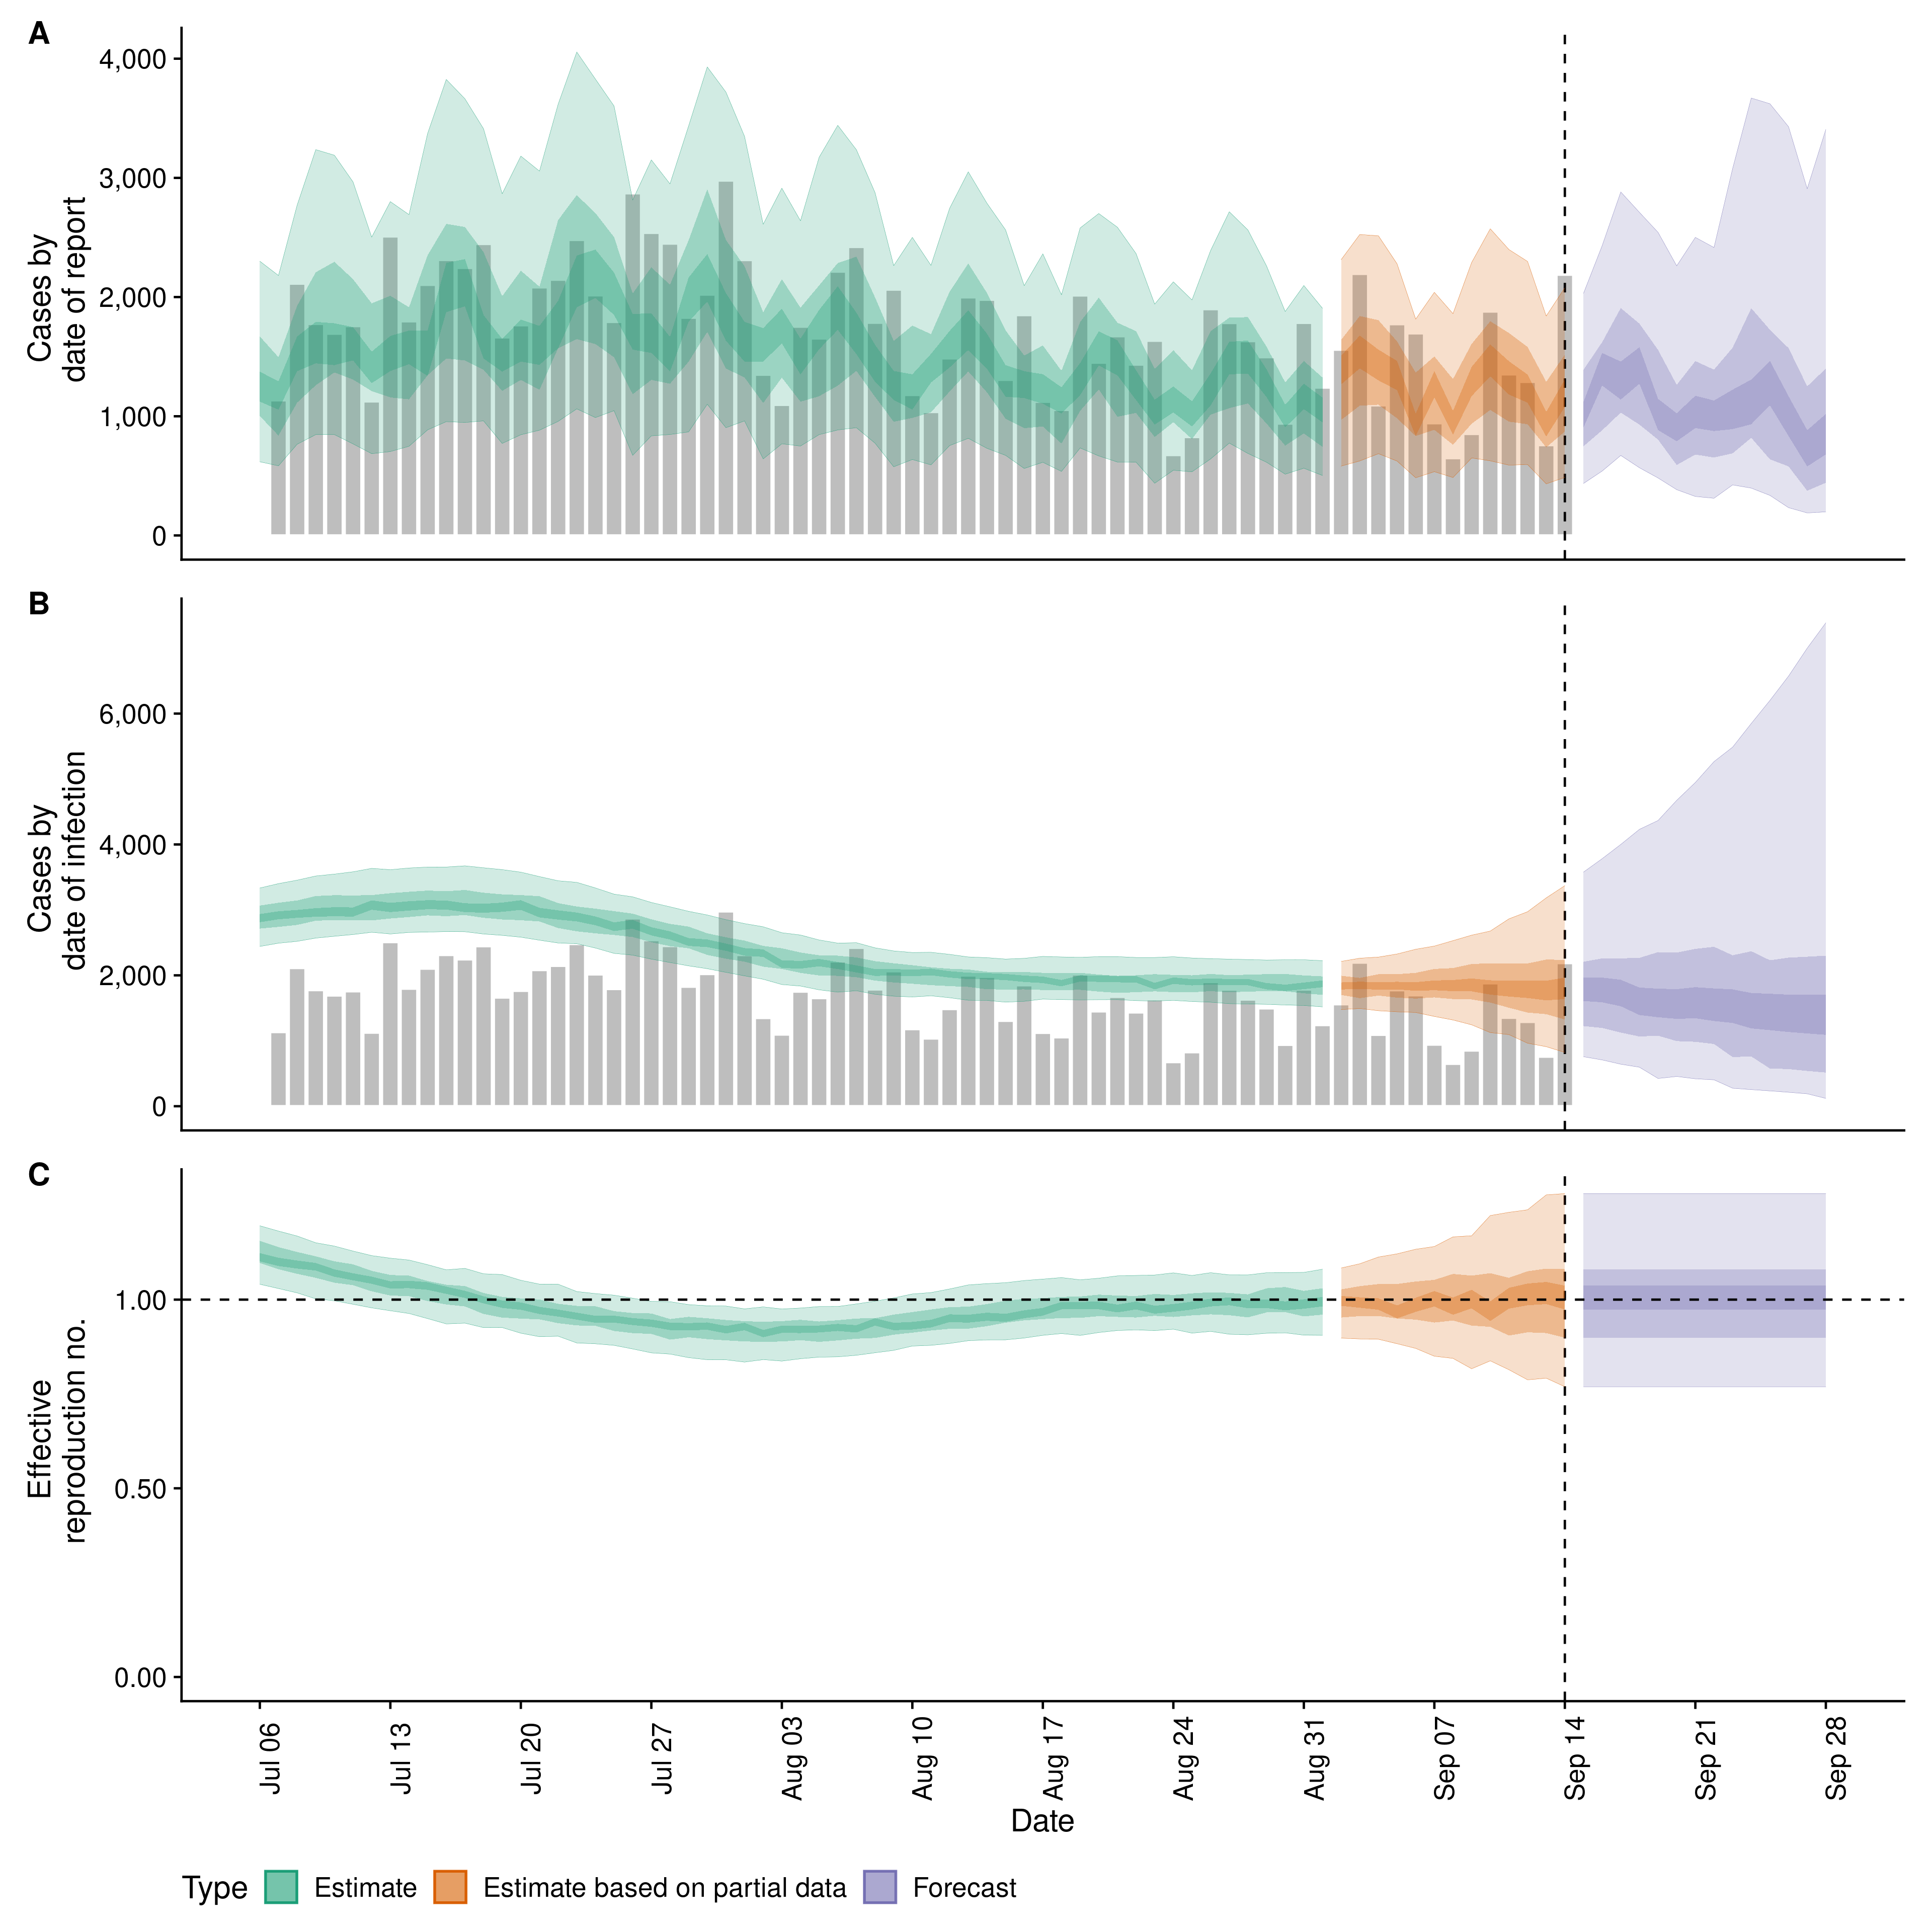 A
Cases by
date of report
4,000
3,000
2,000
1,000
0
B
Cases by
date of infection
6,000
4,000
2,000
0
C
Effective
reproduction no.
1.00
0.50
0.00
Jul 06
Jul 13
Jul 20
Jul 27
Aug 03
Aug 10
Aug 17
Aug 24
Aug 31
Sep 07
Sep 14
Sep 21
Sep 28
Date
Type Estimate Estimate based on partial data Forecast